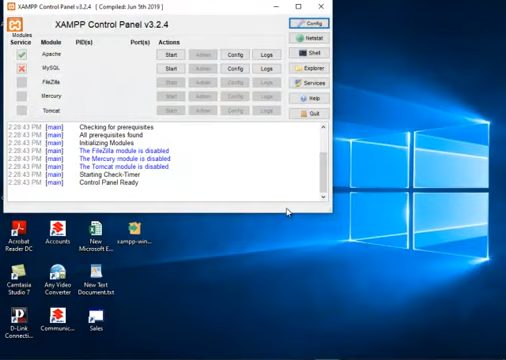 XAMPP Control Panel v3.2.4 [ Compiled: Jun 5th 2019 ]
XAMPP Control Panel v3.2.4
Config
Modules
Service Module PID(s) Port(s) Actions
Netstat
Apache Start Admin Config Logs
Shell
MySQL Start Admin Config Logs
Explorer
FileZilla Start Admin Config Logs
Services
Mercury Start Admin Config Logs
Help
Tomcat Start Admin Config Logs
Quit
2:28:43 PM [main] Checking for prerequisites
2:28:43 PM [main] All prerequisites found
2:28:43 PM [main] Initializing Modules
2:28:43 PM [main] The FileZilla module is disabled
2:28:43 PM [main] The Mercury module is disabled
2:28:43 PM [main] The Tomcat module is disabled
2:28:43 PM [main] Starting Check-Timer
2:28:43 PM [main] Control Panel Ready
Acrobat Reader DC
Accounts
New Microsoft E...
xampp-win...
Camtasia Studio 7
Any Video Converter
New Text Document.txt
D-Link Connecti...
Communic...
Sales